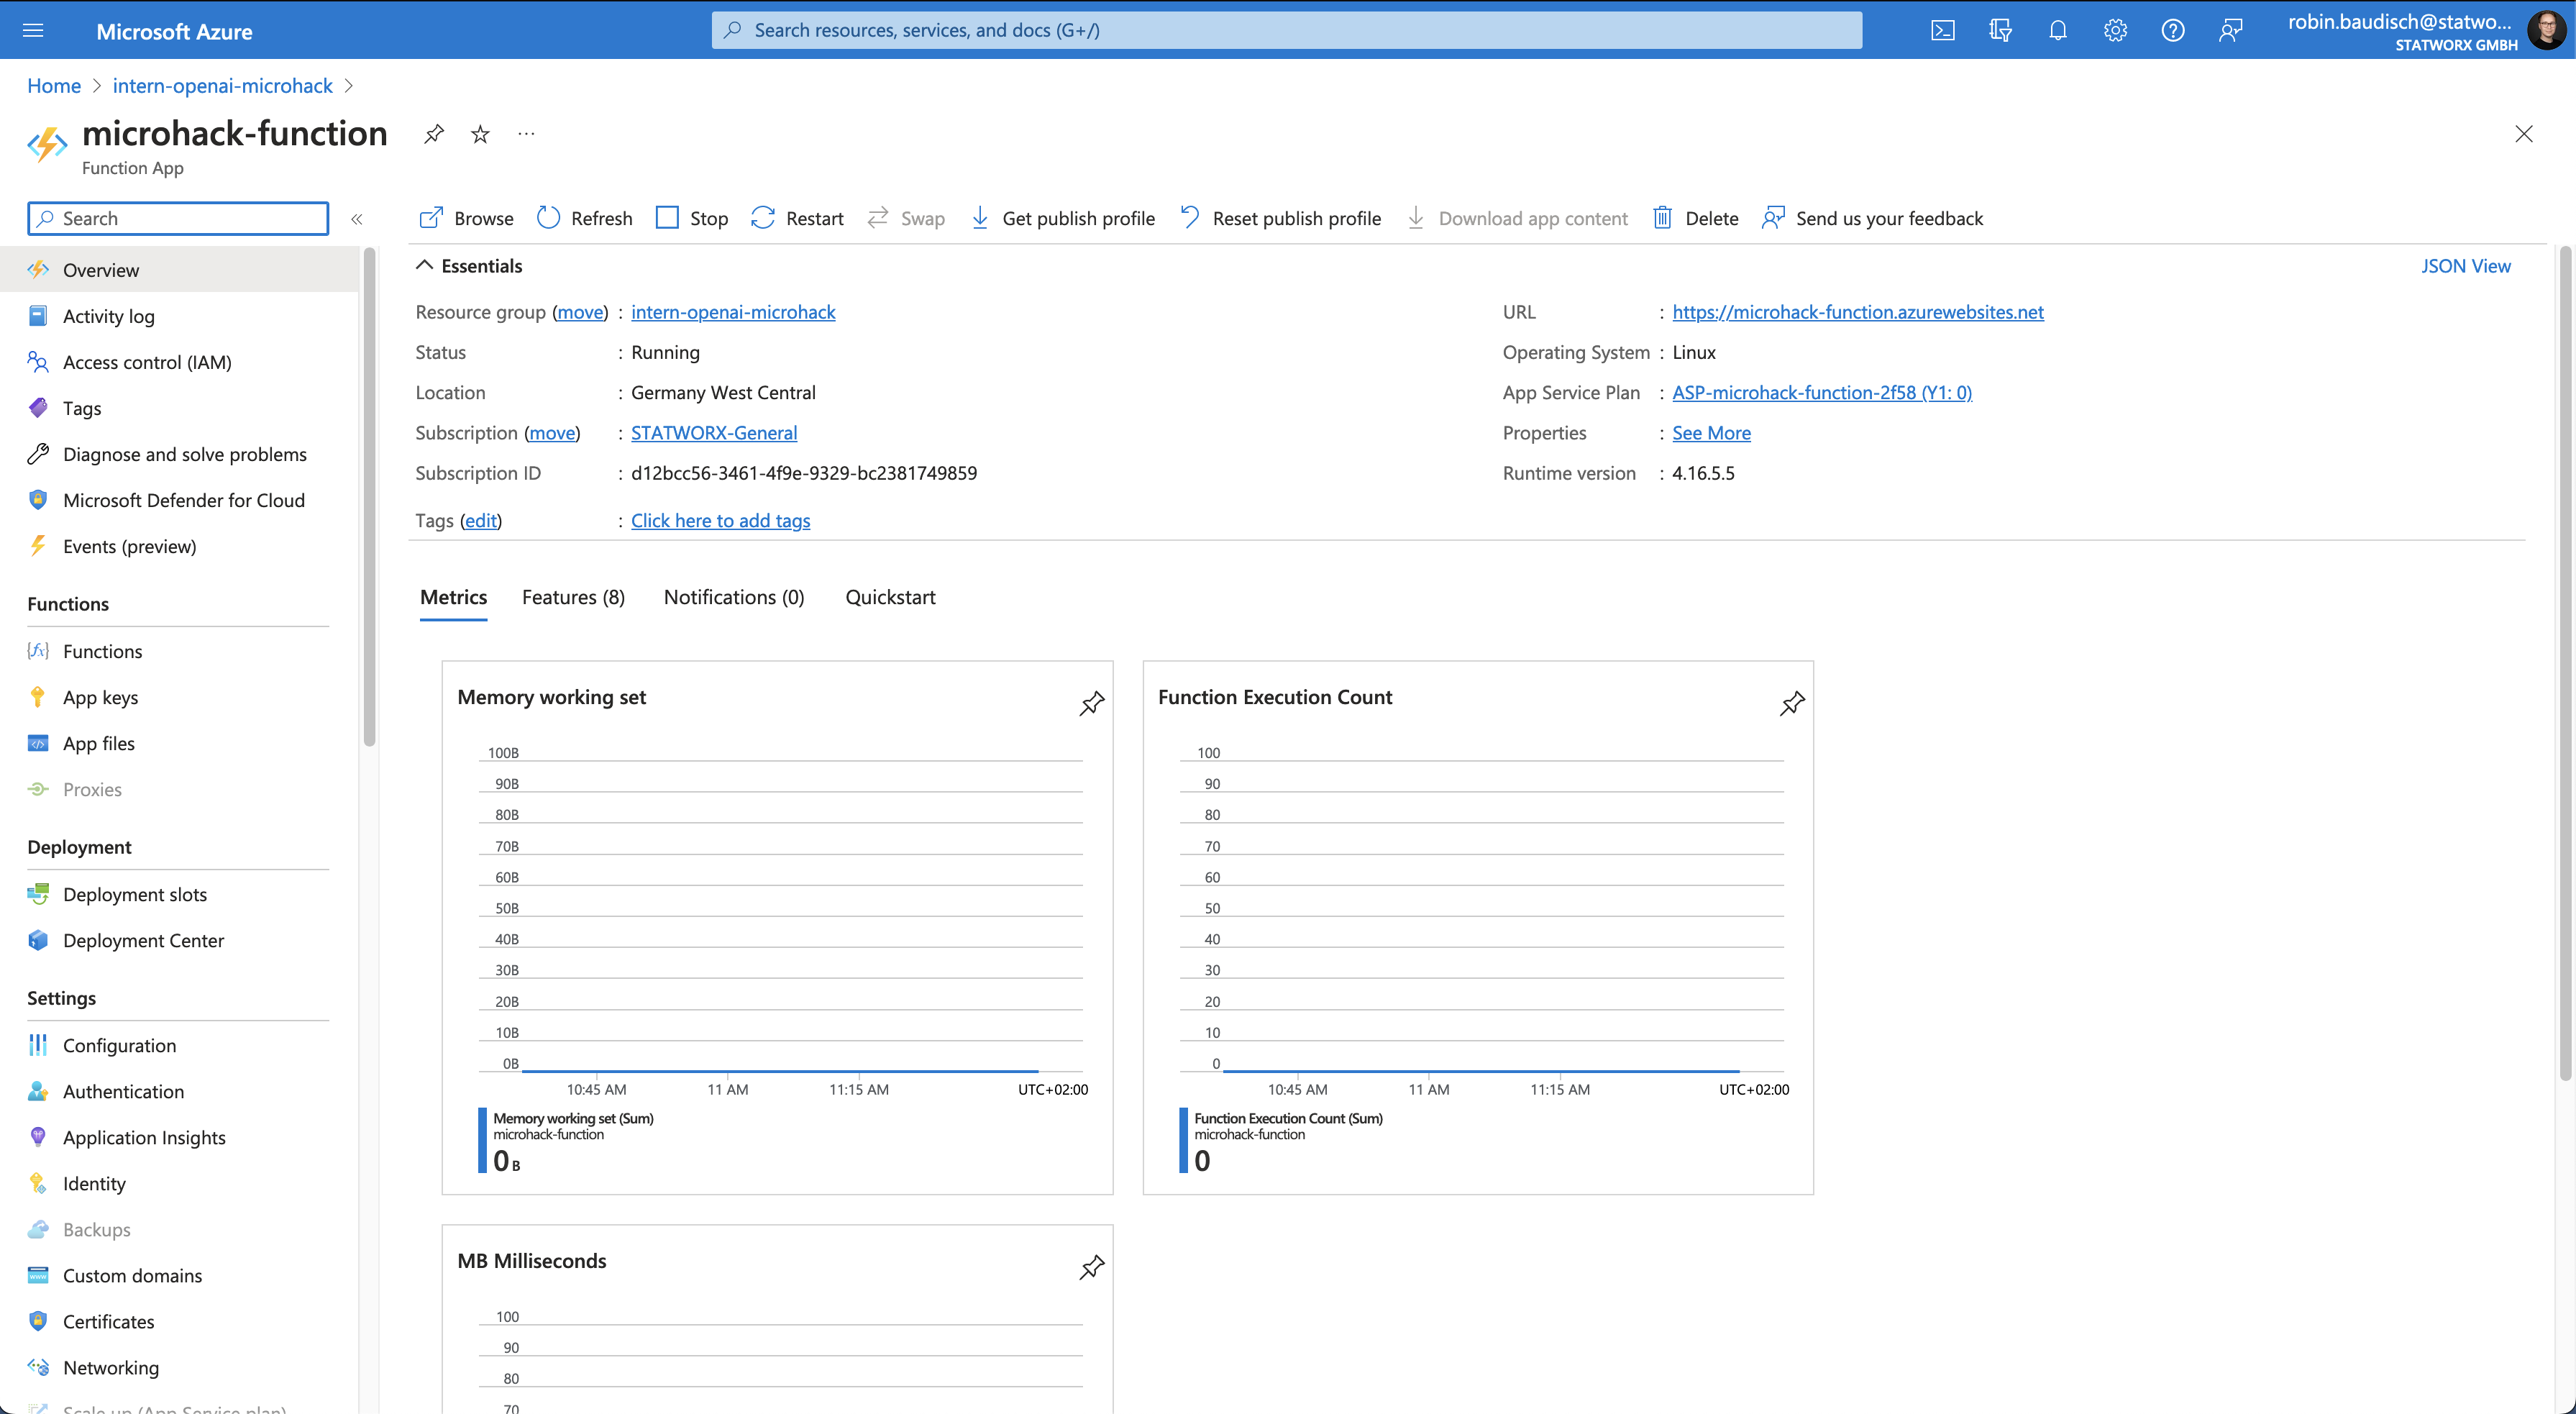 Microsoft Azure
Search resources, services, and docs (G+/)
robin.baudisch@statwo...
STATWORX GMBH
Home > intern-openai-microhack >
microhack-function
Function App
Search
«
Browse
Refresh
Stop
Restart
Swap
Get publish profile
Reset publish profile
Download app content
Delete
Send us your feedback
Overview
Activity log
Access control (IAM)
Tags
Diagnose and solve problems
Microsoft Defender for Cloud
Events (preview)
Functions
Functions
App keys
App files
Proxies
Deployment
Deployment slots
Deployment Center
Settings
Configuration
Authentication
Application Insights
Identity
Backups
Custom domains
Certificates
Networking
Scale up (App Service plan)
Essentials
JSON View
Resource group (move) : intern-openai-microhack
Status : Running
Location : Germany West Central
Subscription (move) : STATWORX-General
Subscription ID : d12bcc56-3461-4f9e-9329-bc2381749859
Tags (edit) : Click here to add tags
URL : https://microhack-function.azurewebsites.net
Operating System : Linux
App Service Plan : ASP-microhack-function-2f58 (Y1: 0)
Properties : See More
Runtime version : 4.16.5.5
Metrics
Features (8)
Notifications (0)
Quickstart
Memory working set
100B
90B
80B
70B
60B
50B
40B
30B
20B
10B
0B
10:45 AM 11 AM 11:15 AM UTC+02:00
Memory working set (Sum)
microhack-function
0 B
Function Execution Count
100
90
80
70
60
50
40
30
20
10
0
10:45 AM 11 AM 11:15 AM UTC+02:00
Function Execution Count (Sum)
microhack-function
0
MB Milliseconds
100
90
80
70